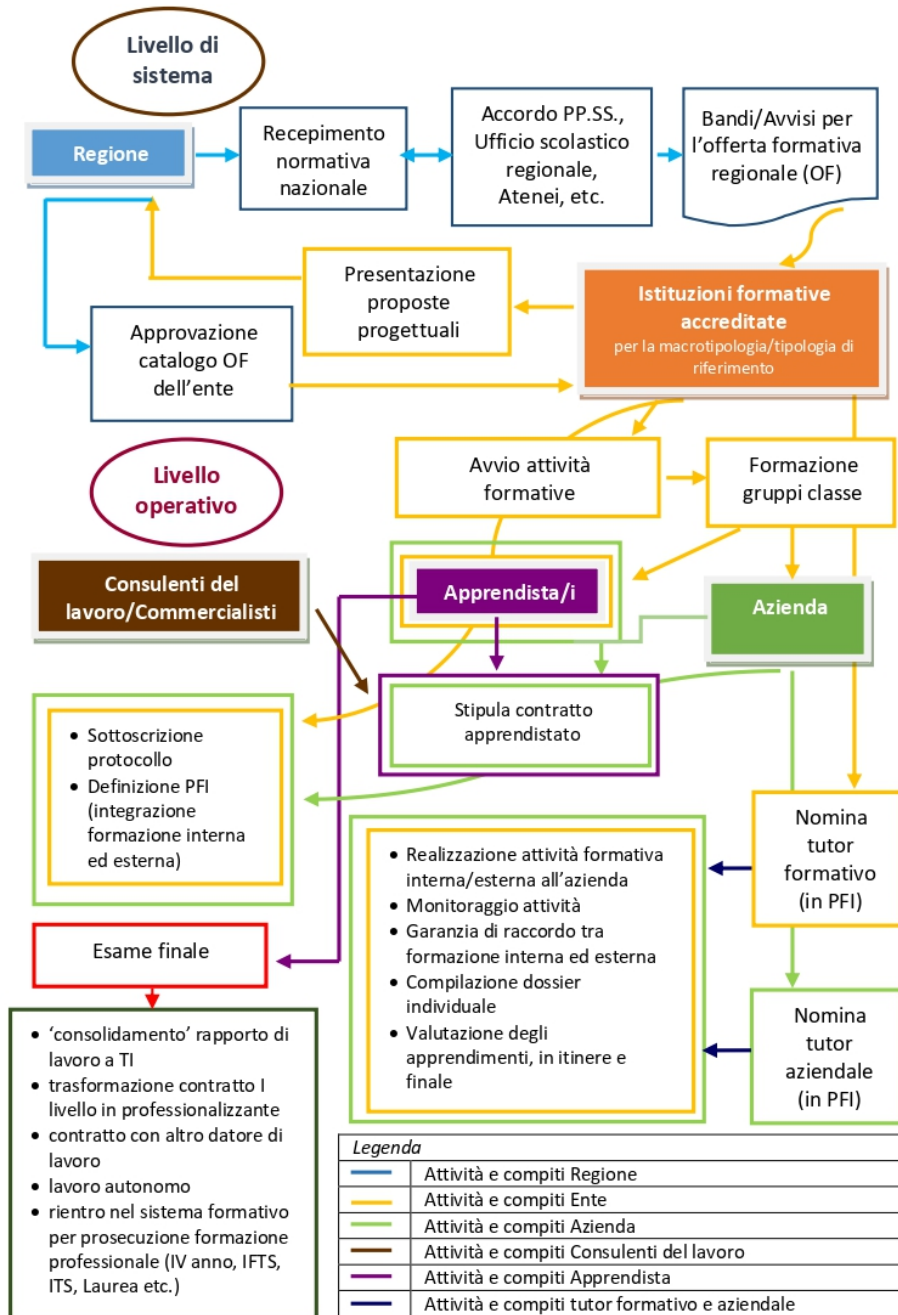 Livello di
sistema
Regione
Recepimento
normativa
nazionale
Accordo PP.SS.,
Ufficio scolastico
regionale,
Atenei, etc.
Bandi/Avvisi per
l'offerta formativa
regionale (OF)
Presentazione
proposte
progettuali
Istituzioni formative
accreditate
per la macrotipologia/tipologia di
riferimento
Approvazione
catalogo OF
dell'ente
Livello
operativo
Avvio attività
formative
Formazione
gruppi classe
Consulenti del
lavoro/Commercialisti
Apprendista/i
Azienda
Stipula contratto
apprendistato
• Sottoscrizione
protocollo
• Definizione PFI
(integrazione
formazione interna
ed esterna)
• Realizzazione attività formativa
interna/esterna all'azienda
• Monitoraggio attività
• Garanzia di raccordo tra
formazione interna ed esterna
• Compilazione dossier
individuale
• Valutazione degli
apprendimenti, in itinere e
finale
Nomina
tutor
formativo
(in PFI)
Esame finale
Nomina
tutor
aziendale
(in PFI)
• 'consolidamento' rapporto di
lavoro a TI
• trasformazione contratto I
livello in professionalizzante
• contratto con altro datore di
lavoro
• lavoro autonomo
• rientro nel sistema formativo
per prosecuzione formazione
professionale (IV anno, IFTS,
ITS, Laurea etc.)
Legenda
Attività e compiti Regione
Attività e compiti Ente
Attività e compiti Azienda
Attività e compiti Consulenti del lavoro
Attività e compiti Apprendista
Attività e compiti tutor formativo e aziendale